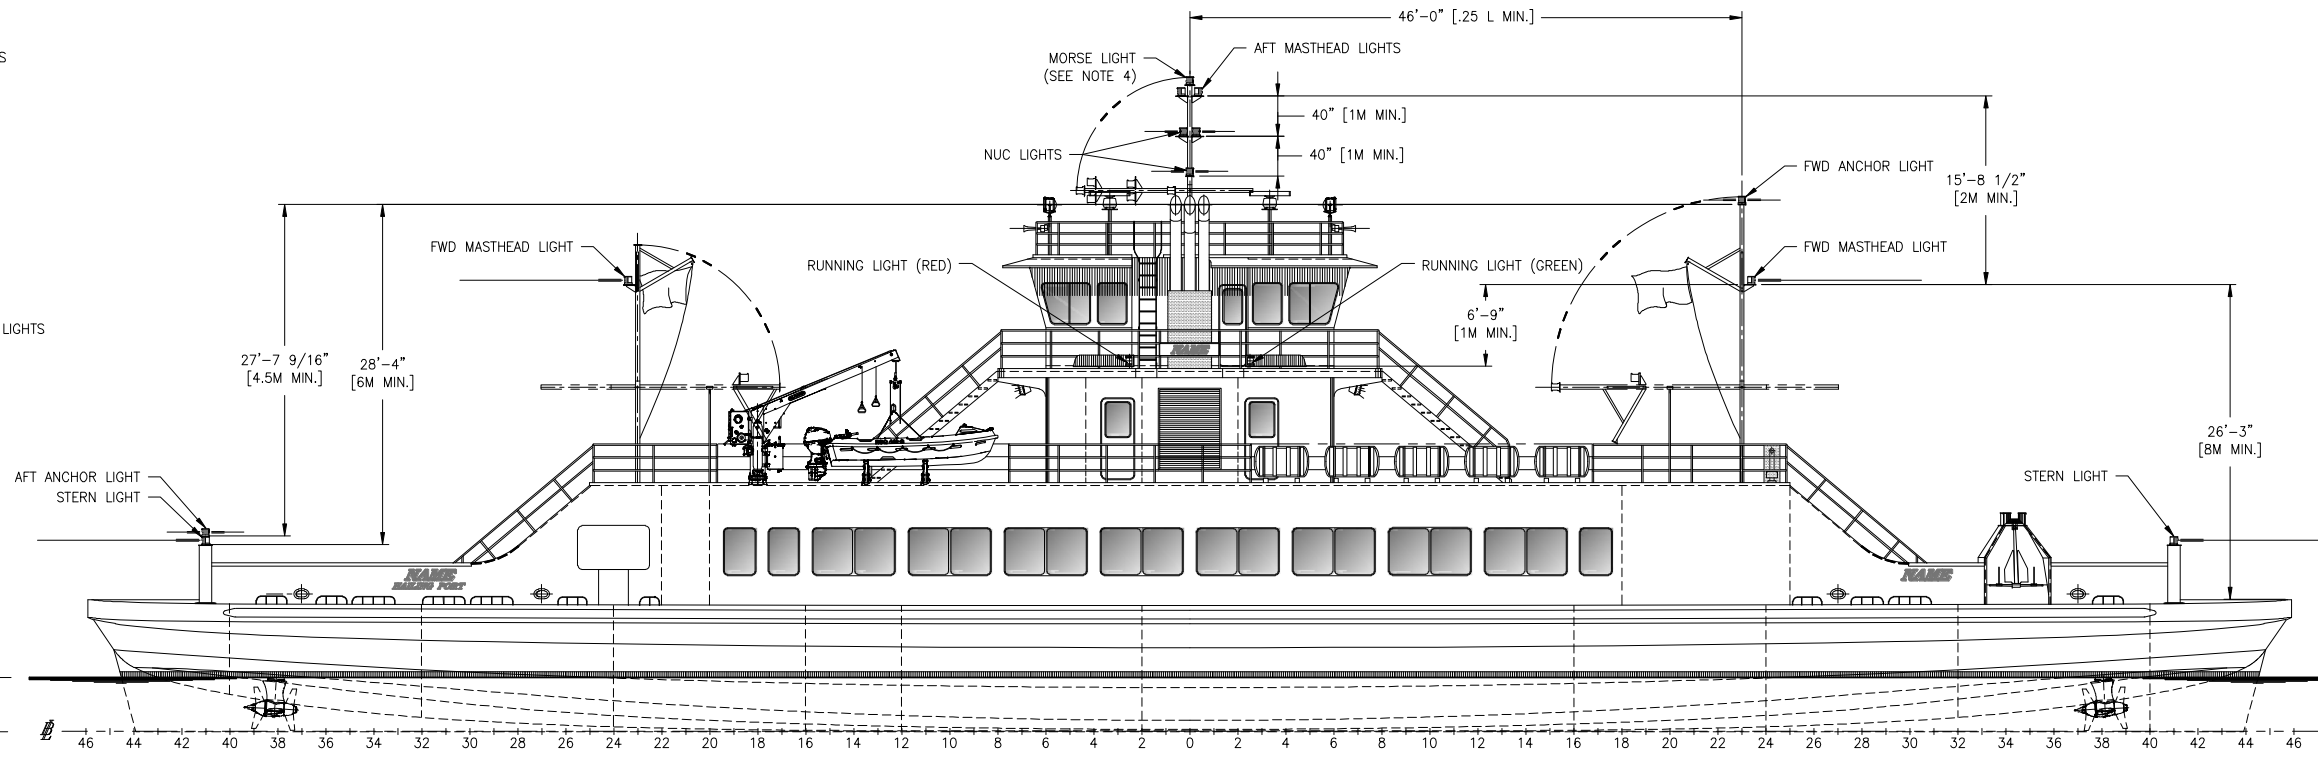 46'-0" [.25 L MIN.]
S
MORSE LIGHT
(SEE NOTE 4)
AFT MASTHEAD LIGHTS
40" [1M MIN.]
NUC LIGHTS
40" [1M MIN.]
FWD ANCHOR LIGHT
15'-8 1/2"
[2M MIN.]
FWD MASTHEAD LIGHT
RUNNING LIGHT (RED)
RUNNING LIGHT (GREEN)
FWD MASTHEAD LIGHT
LIGHTS
6'-9"
[1M MIN.]
NAME
27'-7 9/16"
[4.5M MIN.]
28'-4"
[6M MIN.]
26'-3"
[8M MIN.]
AFT ANCHOR LIGHT
STERN LIGHT
STERN LIGHT
NAME
HAILING PORT
NAME
46 44 42 40 38 36 34 32 30 28 26 24 22 20 18 16 14 12 10 8 6 4 2 0 2 4 6 8 10 12 14 16 18 20 22 24 26 28 30 32 34 36 38 40 42 44 46